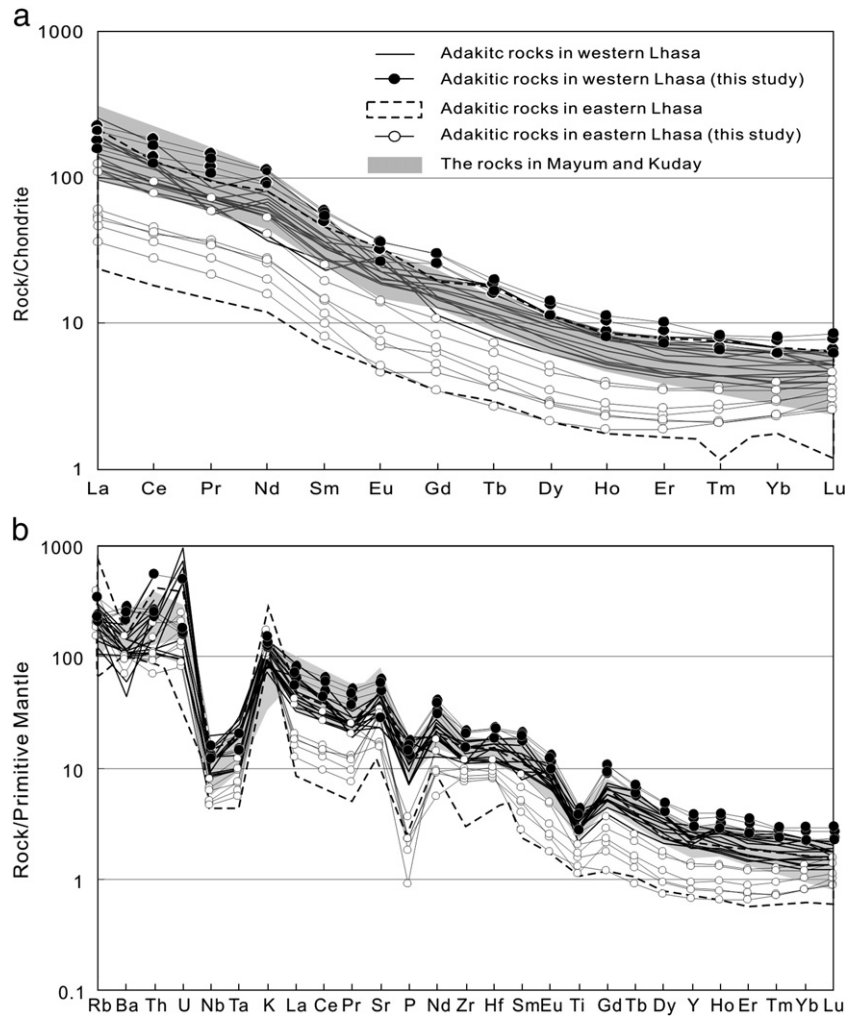 a
1000
100
10
1
Rock/Chondrite
Adakitc rocks in western Lhasa
Adakitc rocks in western Lhasa (this study)
Adakitic rocks in eastern Lhasa
Adakitic rocks in eastern Lhasa (this study)
The rocks in Mayum and Kuday
La Ce Pr Nd Sm Eu Gd Tb Dy Ho Er Tm Yb Lu
b
1000
100
10
1
0.1
Rock/Primitive Mantle
Rb Ba Th U Nb Ta K La Ce Pr Sr P Nd Zr Hf Sm Eu Ti Gd Tb Dy Y Ho Er Tm Yb Lu